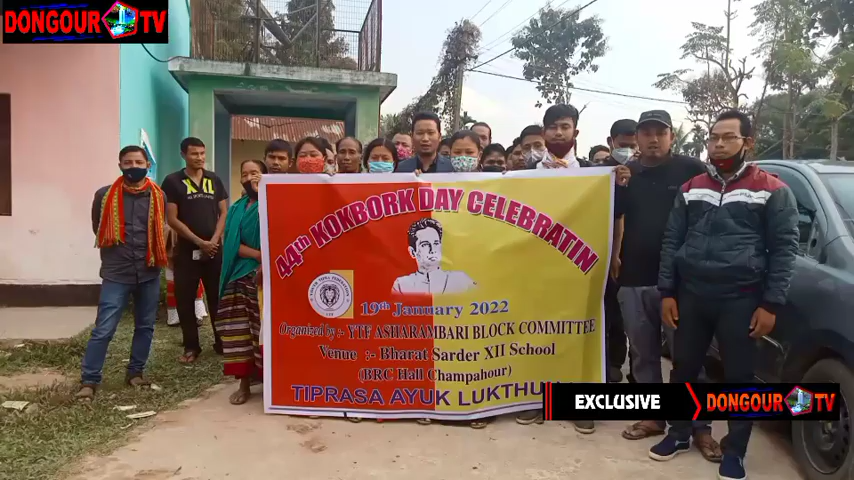 DONGOUR TV
44th KOKBORK DAY CELEBRATIN
19th January 2022
Organized by :- YTF ASHARAMBARI BLOCK COMMITTEE
Venue :- Bharat Sarder XII School
(BRC Hall Champahour)
TIPRASA AYUK LUKTHU
EXCLUSIVE
DONGOUR TV